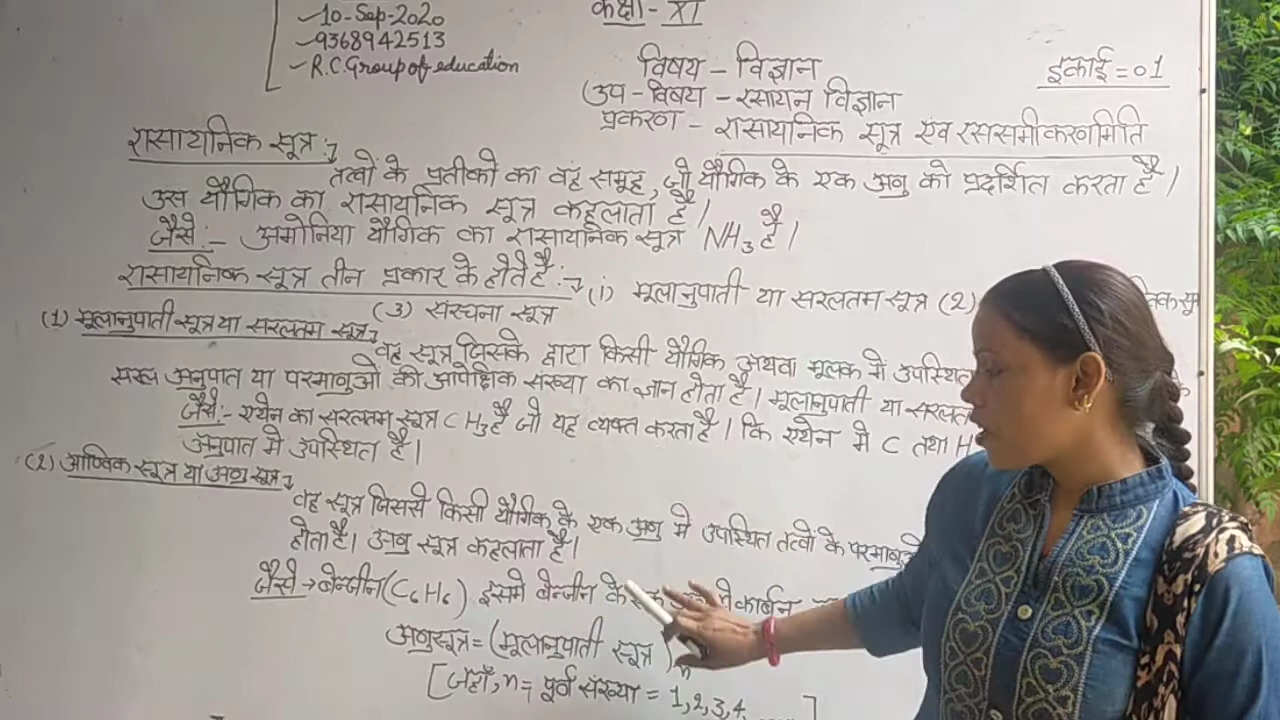 10-Sep-2020
9368942513
R.C.Group of education
कक्षा - XI
विषय - विज्ञान
इकाई = 01
उप - विषय - रसायन विज्ञान
प्रकरण - रासायनिक सूत्र एवं रससमीकरणमिति
रासायनिक सूत्र :-
तत्वों के प्रतीकों का वह समूह, जो यौगिक के एक अणु को प्रदर्शित करता है।
उस यौगिक का रासायनिक सूत्र कहलाता है।
जैसे:- अमोनिया यौगिक का रासायनिक सूत्र NH₃ है।
रासायनिक सूत्र तीन प्रकार के होते है :- (i) मूलानुपाती या सरलतम सूत्र (2)
(3) संरचना सूत्र
(1) मूलानुपाती सूत्र या सरलतम सूत्र -
वह सूत्र जिसके द्वारा किसी यौगिक अथवा मूलक में उपस्थित
सरल अनुपात या परमाणुओं की आपेक्षिक संख्या का ज्ञान होता है। मूलानुपाती या
जैसे:- एथेन का सरलतम सूत्र CH₃ है जो यह व्यक्त करता है। कि एथेन मे C तथा H
अनुपात मे उपस्थित है।
(2) आण्विक सूत्र या अणु सूत्र -
वह सूत्र जिससे किसी यौगिक के एक अणु मे उपस्थित तत्वों के
होता है। अणु सूत्र कहलाता है।
जैसे → बेन्जीन (C₆H₆) इसमे बेन्जीन के कार्बन
अणुसूत्र = (मूलानुपाती सूत्र)n
[जहाँ, n = पूर्ण संख्या = 1, 2, 3, 4, ......]